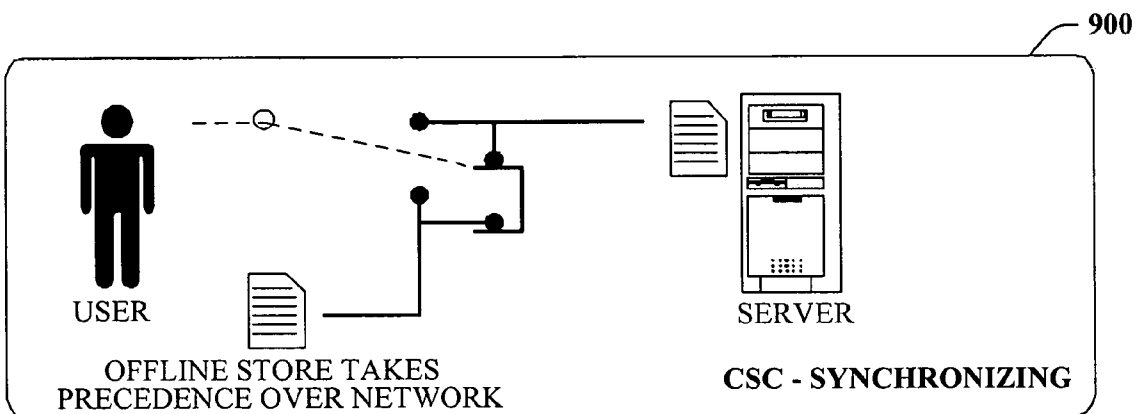 900
USER
SERVER
OFFLINE STORE TAKES
PRECEDENCE OVER NETWORK
CSC - SYNCHRONIZING